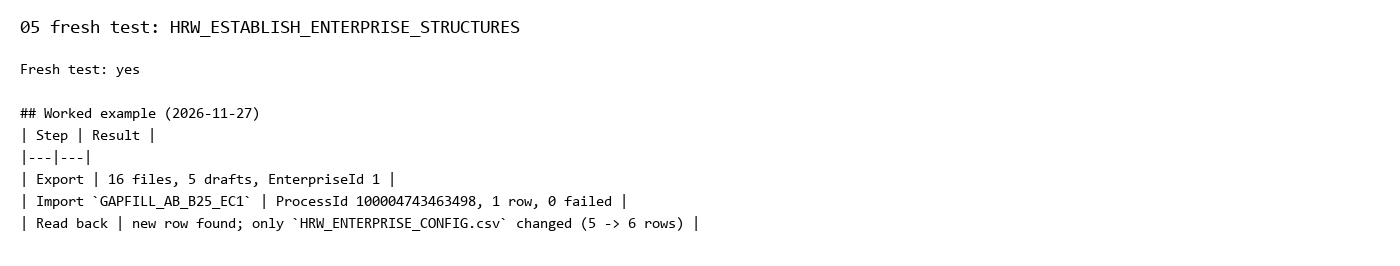 05 fresh test: HRW_ESTABLISH_ENTERPRISE_STRUCTURES
Fresh test: yes
## Worked example (2026-11-27)
| Step | Result |
|---|---|
| Export | 16 files, 5 drafts, EnterpriseId 1 |
| Import `GAPFILL_AB_B25_EC1` | ProcessId 100004743463498, 1 row, 0 failed |
| Read back | new row found; only `HRW_ENTERPRISE_CONFIG.csv` changed (5 -> 6 rows) |